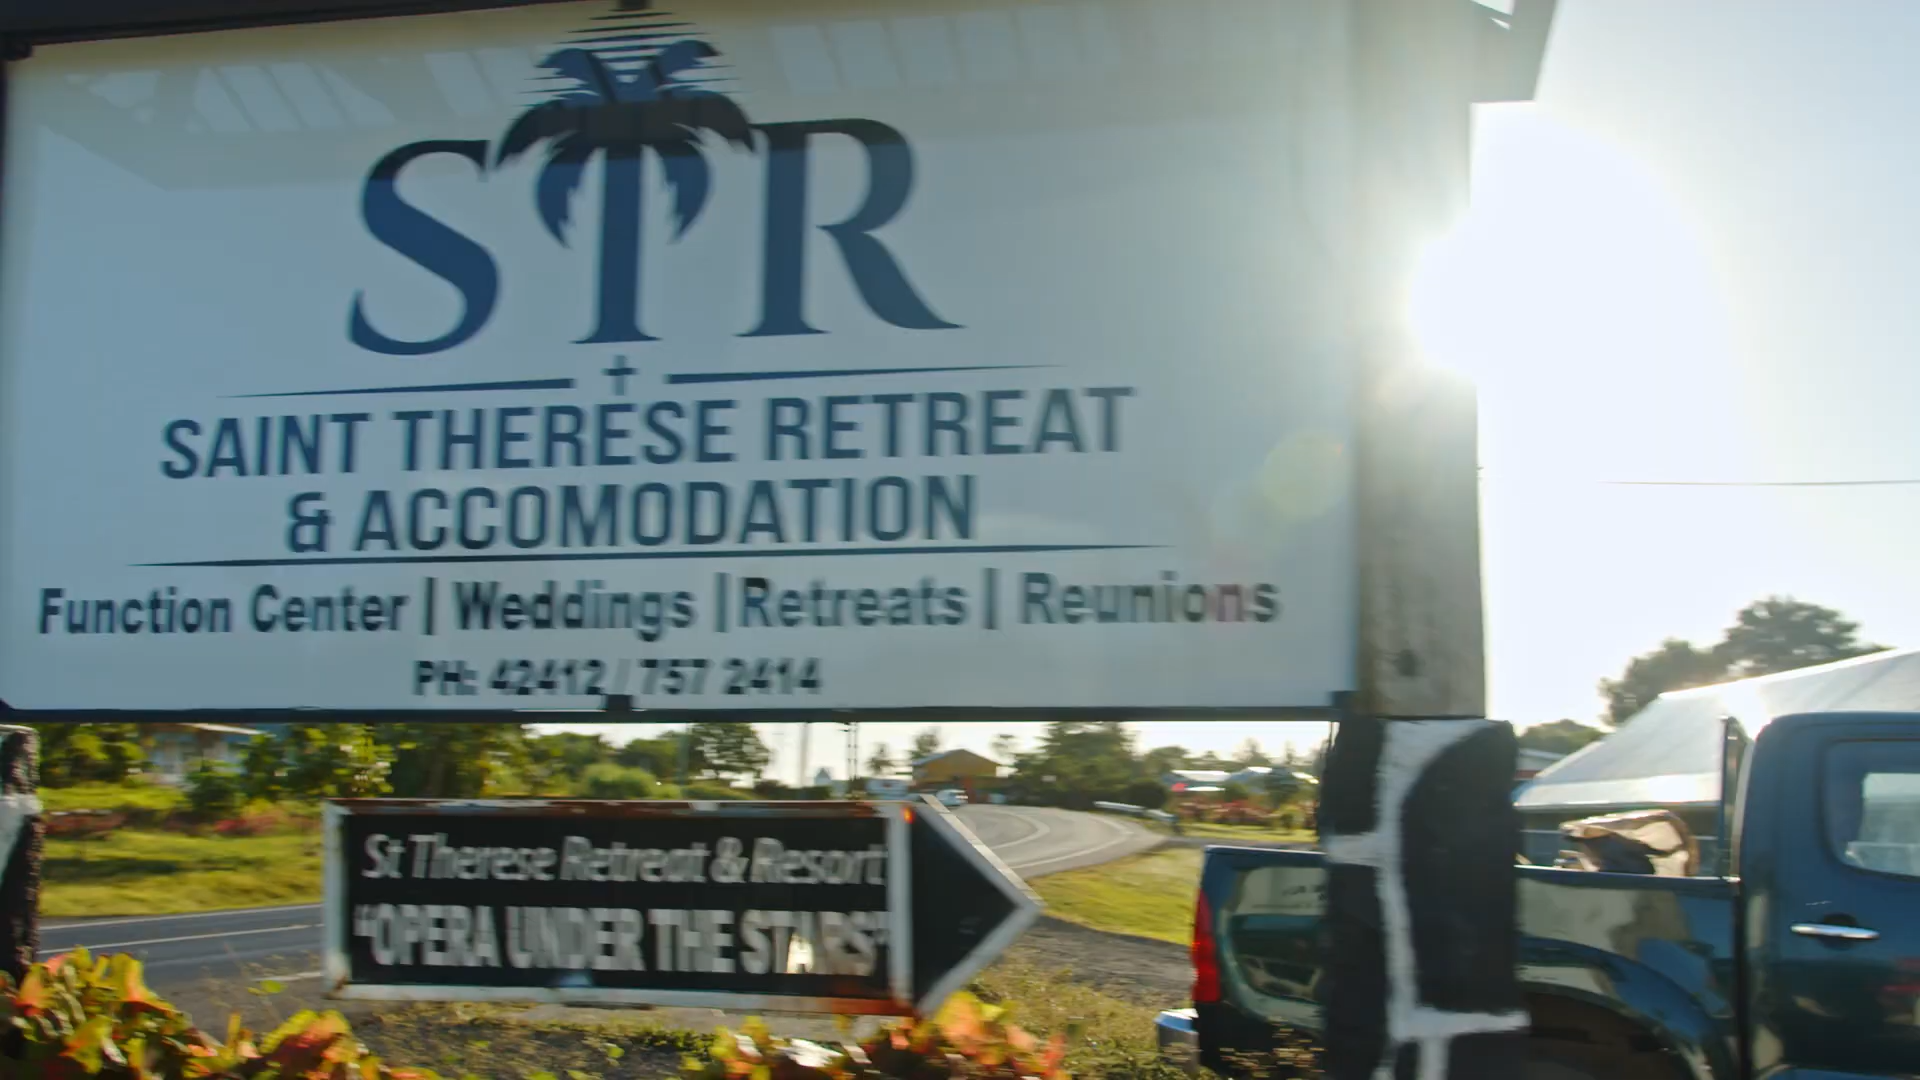 STR
SAINT THERESE RETREAT
& ACCOMODATION
Function Center | Weddings | Retreats | Reunions
PH: 42412 / 757 2414
St Therese Retreat & Resort
"OPERA UNDER THE STARS"